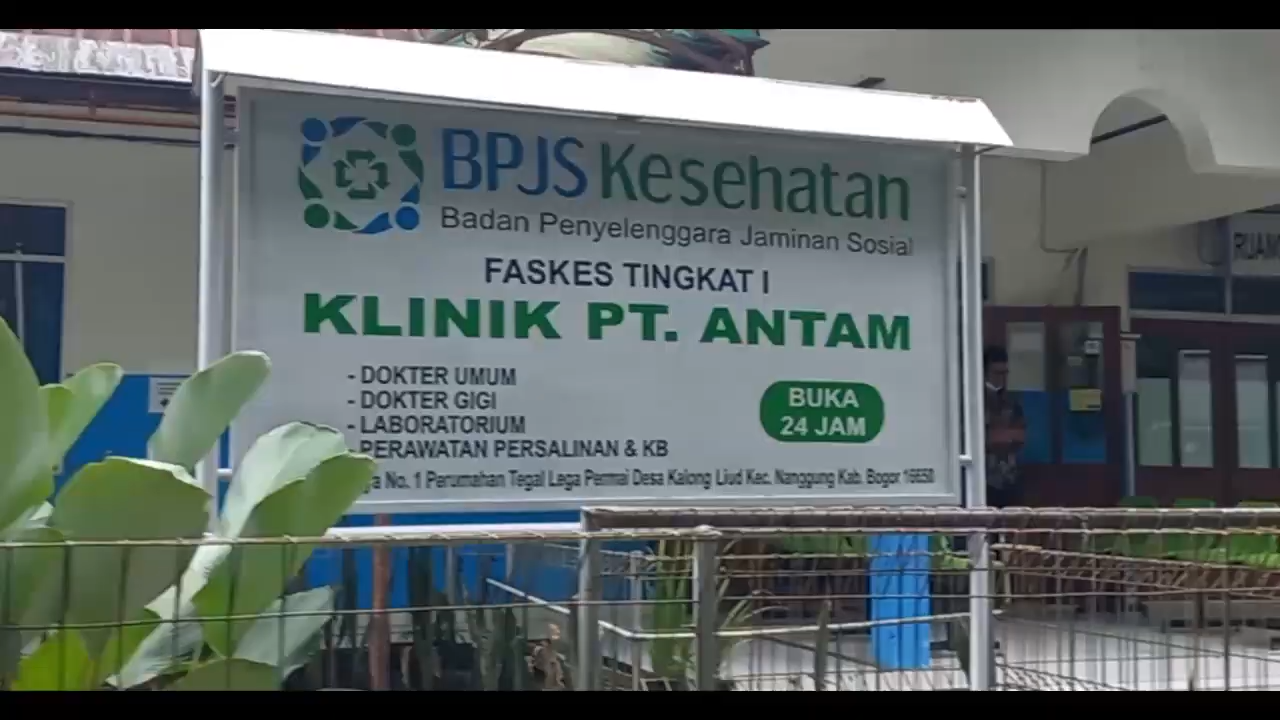 BPJS Kesehatan
Badan Penyelenggara Jaminan Sosial
FASKES TINGKAT I
KLINIK PT. ANTAM
- DOKTER UMUM
- DOKTER GIGI
- LABORATORIUM
- PERAWATAN PERSALINAN & KB
BUKA
24 JAM
No. 1 Perumahan Tegal Lega Permai Desa Kalong Liud Kec. Nanggung Kab. Bogor 16650